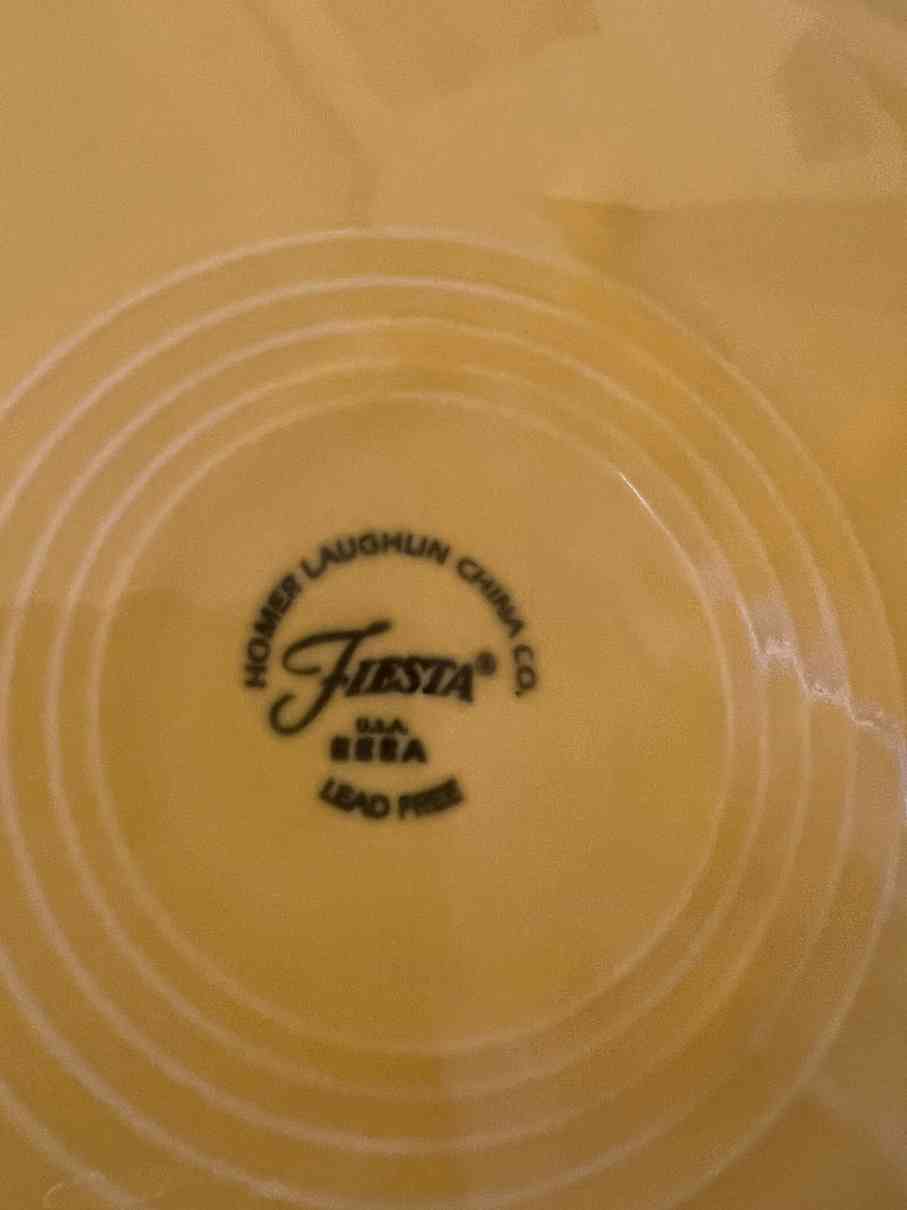 HOMER LAUGHLIN CHINA CO.
FIESTA®
U.S.A.
LEAD FREE